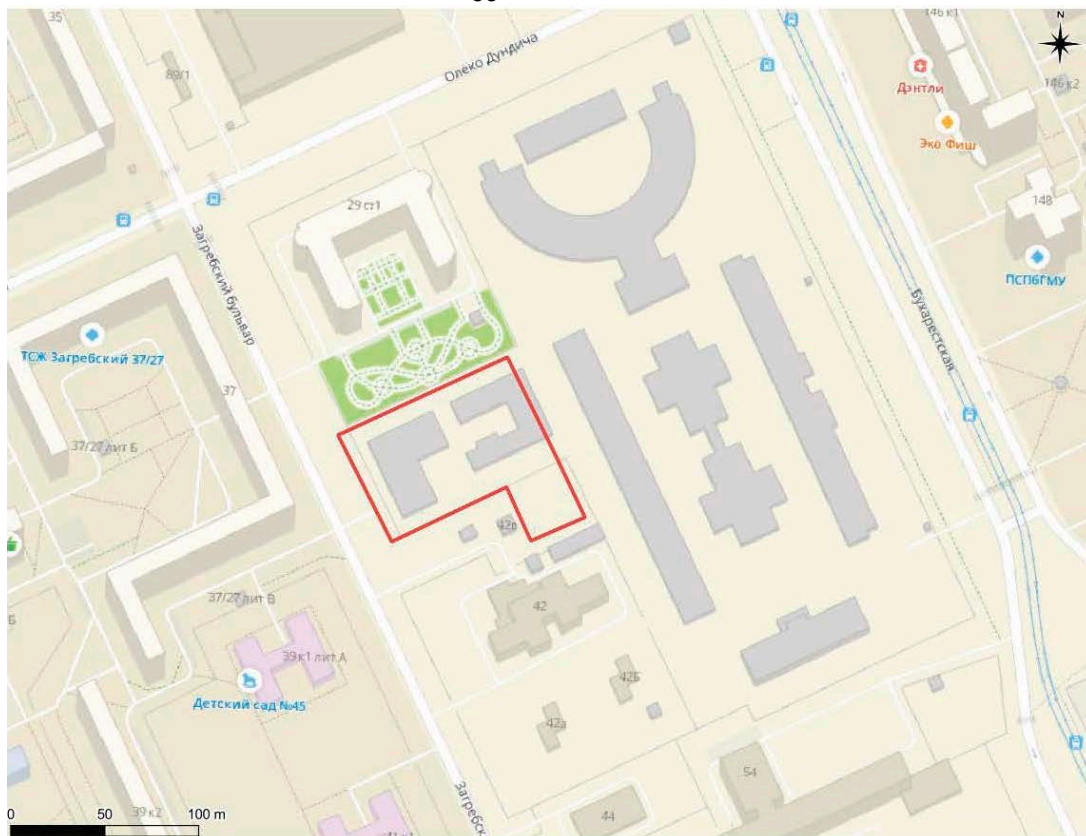 35
89/1
Олеко Дундича
146 к1
N
Дэнтли
146 к2
Эко Фиш
148
ПСПбГМУ
29 ст1
Загребский бульвар
Бухарестская
ТСЖ Загребский 37/27
37
37/27 лит Б
42в
37/27 лит В
42
39 к1 лит А
Детский сад №45
42б
42а
54
44
Загребск
0 50 100 m
39 к2